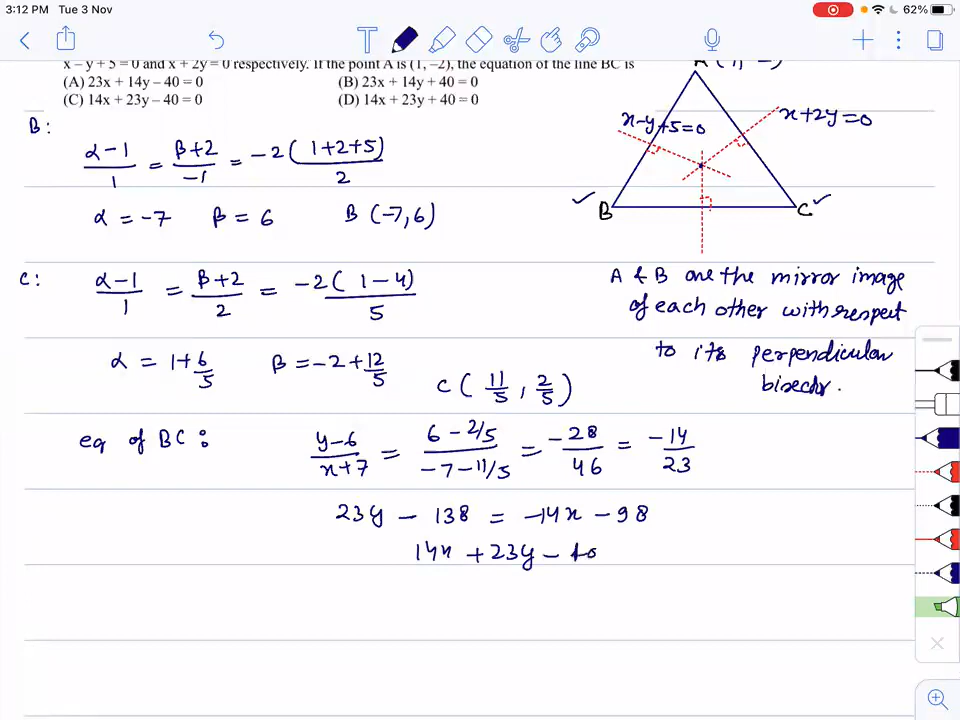 3:12 PM Tue 3 Nov 62%
x – y + 5 = 0 and x + 2y = 0 respectively. If the point A is (1, –2), the equation of the line BC is
(A) 23x + 14y – 40 = 0 (B) 23x + 14y + 40 = 0
(C) 14x + 23y – 40 = 0 (D) 14x + 23y + 40 = 0
A
x-y+5=0
x+2y=0
B
C
B:
(α-1)/1 = (β+2)/-1 = -2(1+2+5)/2
α = -7 β = 6 B(-7,6)
C:
(α-1)/1 = (β+2)/2 = -2(1-4)/5
α = 1+6/5 β = -2+12/5
C(11/5, 2/5)
A & B are the mirror image
of each other with respect
to its perpendicular
bisector.
eq of BC:
(y-6)/(x+7) = (6-2/5)/(-7-11/5) = -28/46 = -14/23
23y - 138 = -14x - 98
14x + 23y - 40